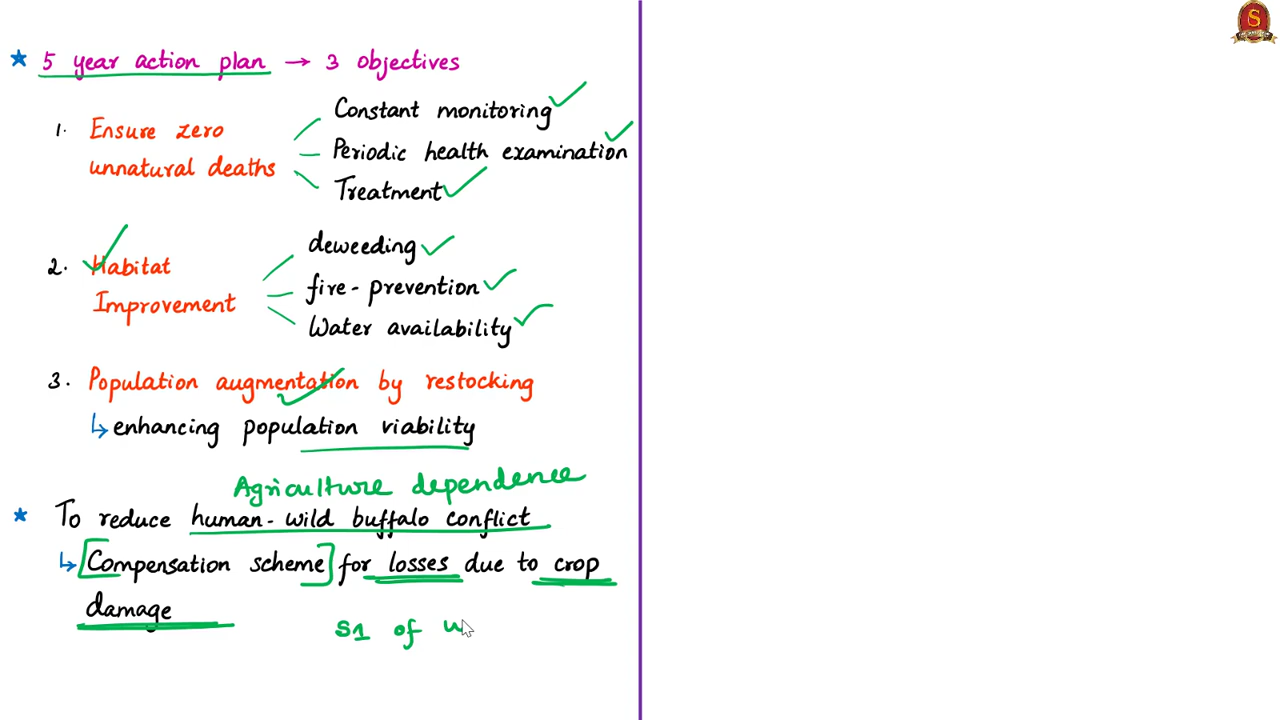 ★ 5 year action plan → 3 objectives
1. Ensure zero unnatural deaths
Constant monitoring
Periodic health examination
Treatment
2. Habitat Improvement
deweeding
fire-prevention
Water availability
3. Population augmentation by restocking
↳ enhancing population viability
Agriculture dependence
★ To reduce human-wild buffalo conflict
↳ [Compensation scheme] for losses due to crop
damage
S1 of
S